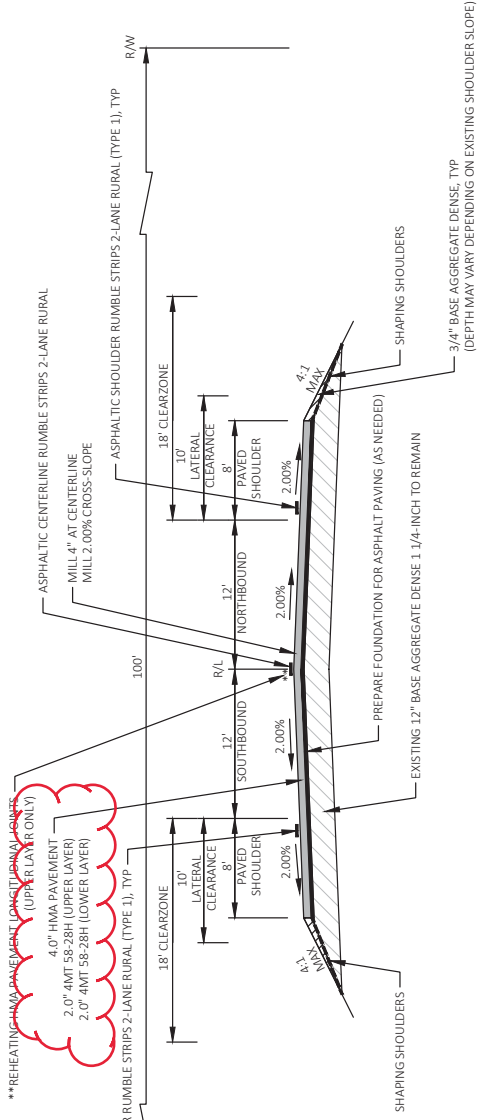 **REHEATING HMA PAVEMENT LONGITUDINAL JOINTS
(UPPER LAYER ONLY)
4.0" HMA PAVEMENT
2.0" 4MT 58-28H (UPPER LAYER)
2.0" 4MT 58-28H (LOWER LAYER)
R RUMBLE STRIPS 2-LANE RURAL (TYPE 1), TYP
ASPHALTIC CENTERLINE RUMBLE STRIPS 2-LANE RURAL
MILL 4" AT CENTERLINE
MILL 2.00% CROSS-SLOPE
ASPHALTIC SHOULDER RUMBLE STRIPS 2-LANE RURAL (TYPE 1), TYP
100'
R/W
18' CLEARZONE
10'
LATERAL
CLEARANCE
8'
PAVED
SHOULDER
12'
SOUTHBOUND
R/L
**
12'
NORTHBOUND
18' CLEARZONE
10'
LATERAL
CLEARANCE
8'
PAVED
SHOULDER
4:1
MAX
2.00%
2.00%
2.00%
2.00%
4:1
MAX
SHAPING SHOULDERS
EXISTING 12" BASE AGGREGATE DENSE 1 1/4-INCH TO REMAIN
PREPARE FOUNDATION FOR ASPHALT PAVING (AS NEEDED)
SHAPING SHOULDERS
3/4" BASE AGGREGATE DENSE, TYP
(DEPTH MAY VARY DEPENDING ON EXISTING SHOULDER SLOPE)